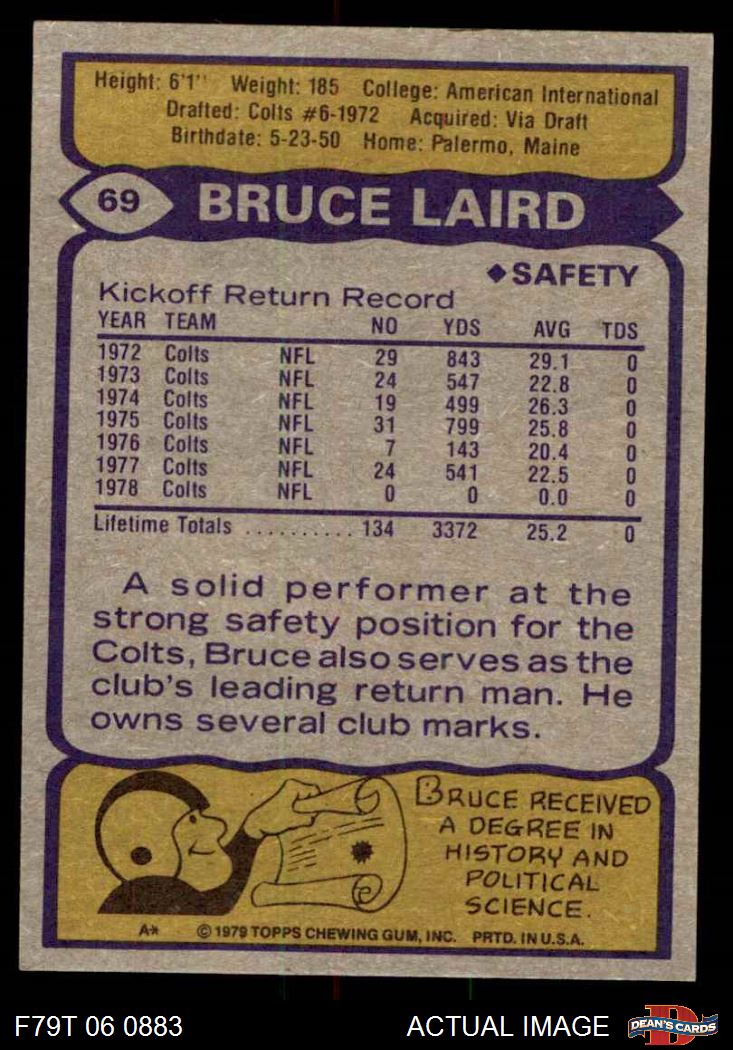 Height: 6'1" Weight: 185 College: American International
Drafted: Colts #6-1972 Acquired: Via Draft
Birthdate: 5-23-50 Home: Palermo, Maine
69 BRUCE LAIRD
◆SAFETY
Kickoff Return Record
YEAR TEAM NO YDS AVG TDS
1972 Colts NFL 29 843 29.1 0
1973 Colts NFL 24 547 22.8 0
1974 Colts NFL 19 499 26.3 0
1975 Colts NFL 31 799 25.8 0
1976 Colts NFL 7 143 20.4 0
1977 Colts NFL 24 541 22.5 0
1978 Colts NFL 0 0 0.0 0
Lifetime Totals .......... 134 3372 25.2 0
A solid performer at the
strong safety position for the
Colts, Bruce also serves as the
club's leading return man. He
owns several club marks.
BRUCE RECEIVED
A DEGREE IN
HISTORY AND
POLITICAL
SCIENCE.
A* © 1979 TOPPS CHEWING GUM, INC. PRTD. IN U.S.A.
F79T 06 0883 ACTUAL IMAGE D DEAN'S CARDS